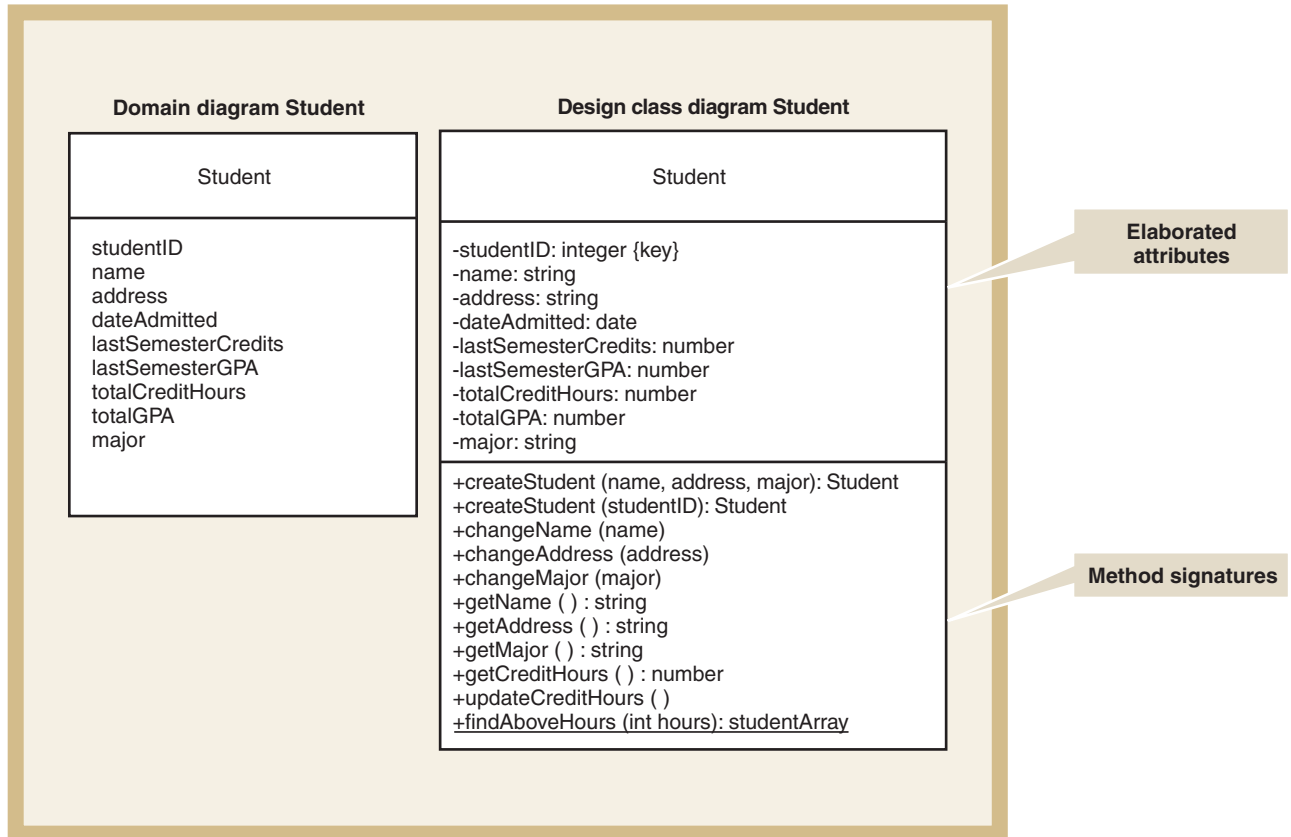 Domain diagram Student
Student
studentID
name
address
dateAdmitted
lastSemesterCredits
lastSemesterGPA
totalCreditHours
totalGPA
major
Design class diagram Student
Student
-studentID: integer {key}
-name: string
-address: string
-dateAdmitted: date
-lastSemesterCredits: number
-lastSemesterGPA: number
-totalCreditHours: number
-totalGPA: number
-major: string
+createStudent (name, address, major): Student
+createStudent (studentID): Student
+changeName (name)
+changeAddress (address)
+changeMajor (major)
+getName ( ) : string
+getAddress ( ) : string
+getMajor ( ) : string
+getCreditHours ( ) : number
+updateCreditHours ( )
+findAboveHours (int hours): studentArray
Elaborated
attributes
Method signatures